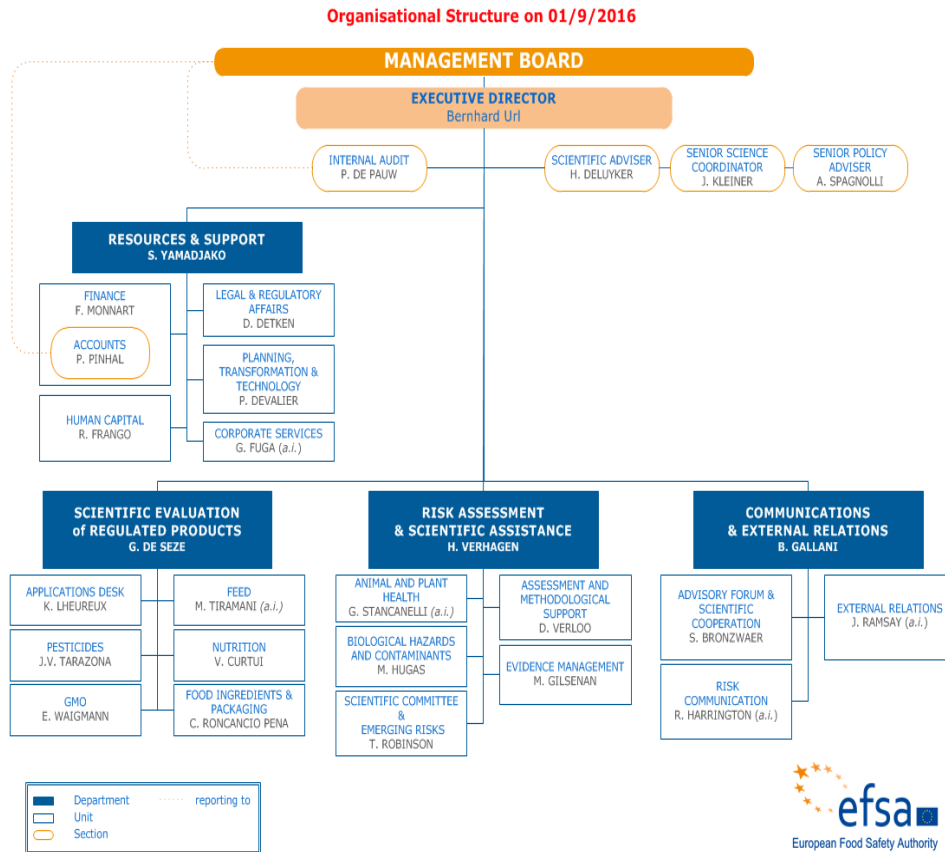 Organisational Structure on 01/9/2016
MANAGEMENT BOARD
EXECUTIVE DIRECTOR
Bernhard Url
INTERNAL AUDIT
P. DE PAUW
SCIENTIFIC ADVISER
H. DELUYKER
SENIOR SCIENCE
COORDINATOR
J. KLEINER
SENIOR POLICY
ADVISER
A. SPAGNOLLI
RESOURCES & SUPPORT
S. YAMADJAKO
FINANCE
F. MONNART
ACCOUNTS
P. PINHAL
HUMAN CAPITAL
R. FRANGO
LEGAL & REGULATORY
AFFAIRS
D. DETKEN
PLANNING,
TRANSFORMATION &
TECHNOLOGY
P. DEVALIER
CORPORATE SERVICES
G. FUGA (a.i.)
SCIENTIFIC EVALUATION
of REGULATED PRODUCTS
G. DE SEZE
APPLICATIONS DESK
K. LHEUREUX
PESTICIDES
J.V. TARAZONA
GMO
E. WAIGMANN
FEED
M. TIRAMANI (a.i.)
NUTRITION
V. CURTUI
FOOD INGREDIENTS &
PACKAGING
C. RONCANCIO PENA
RISK ASSESSMENT
& SCIENTIFIC ASSISTANCE
H. VERHAGEN
ANIMAL AND PLANT
HEALTH
G. STANCANELLI (a.i.)
BIOLOGICAL HAZARDS
AND CONTAMINANTS
M. HUGAS
SCIENTIFIC COMMITTEE
&
EMERGING RISKS
T. ROBINSON
ASSESSMENT AND
METHODOLOGICAL
SUPPORT
D. VERLOO
EVIDENCE MANAGEMENT
M. GILSENAN
COMMUNICATIONS
& EXTERNAL RELATIONS
B. GALLANI
ADVISORY FORUM &
SCIENTIFIC
COOPERATION
S. BRONZWAER
RISK
COMMUNICATION
R. HARRINGTON (a.i.)
EXTERNAL RELATIONS
J. RAMSAY (a.i.)
Department
Unit
Section
reporting to
efsa
European Food Safety Authority